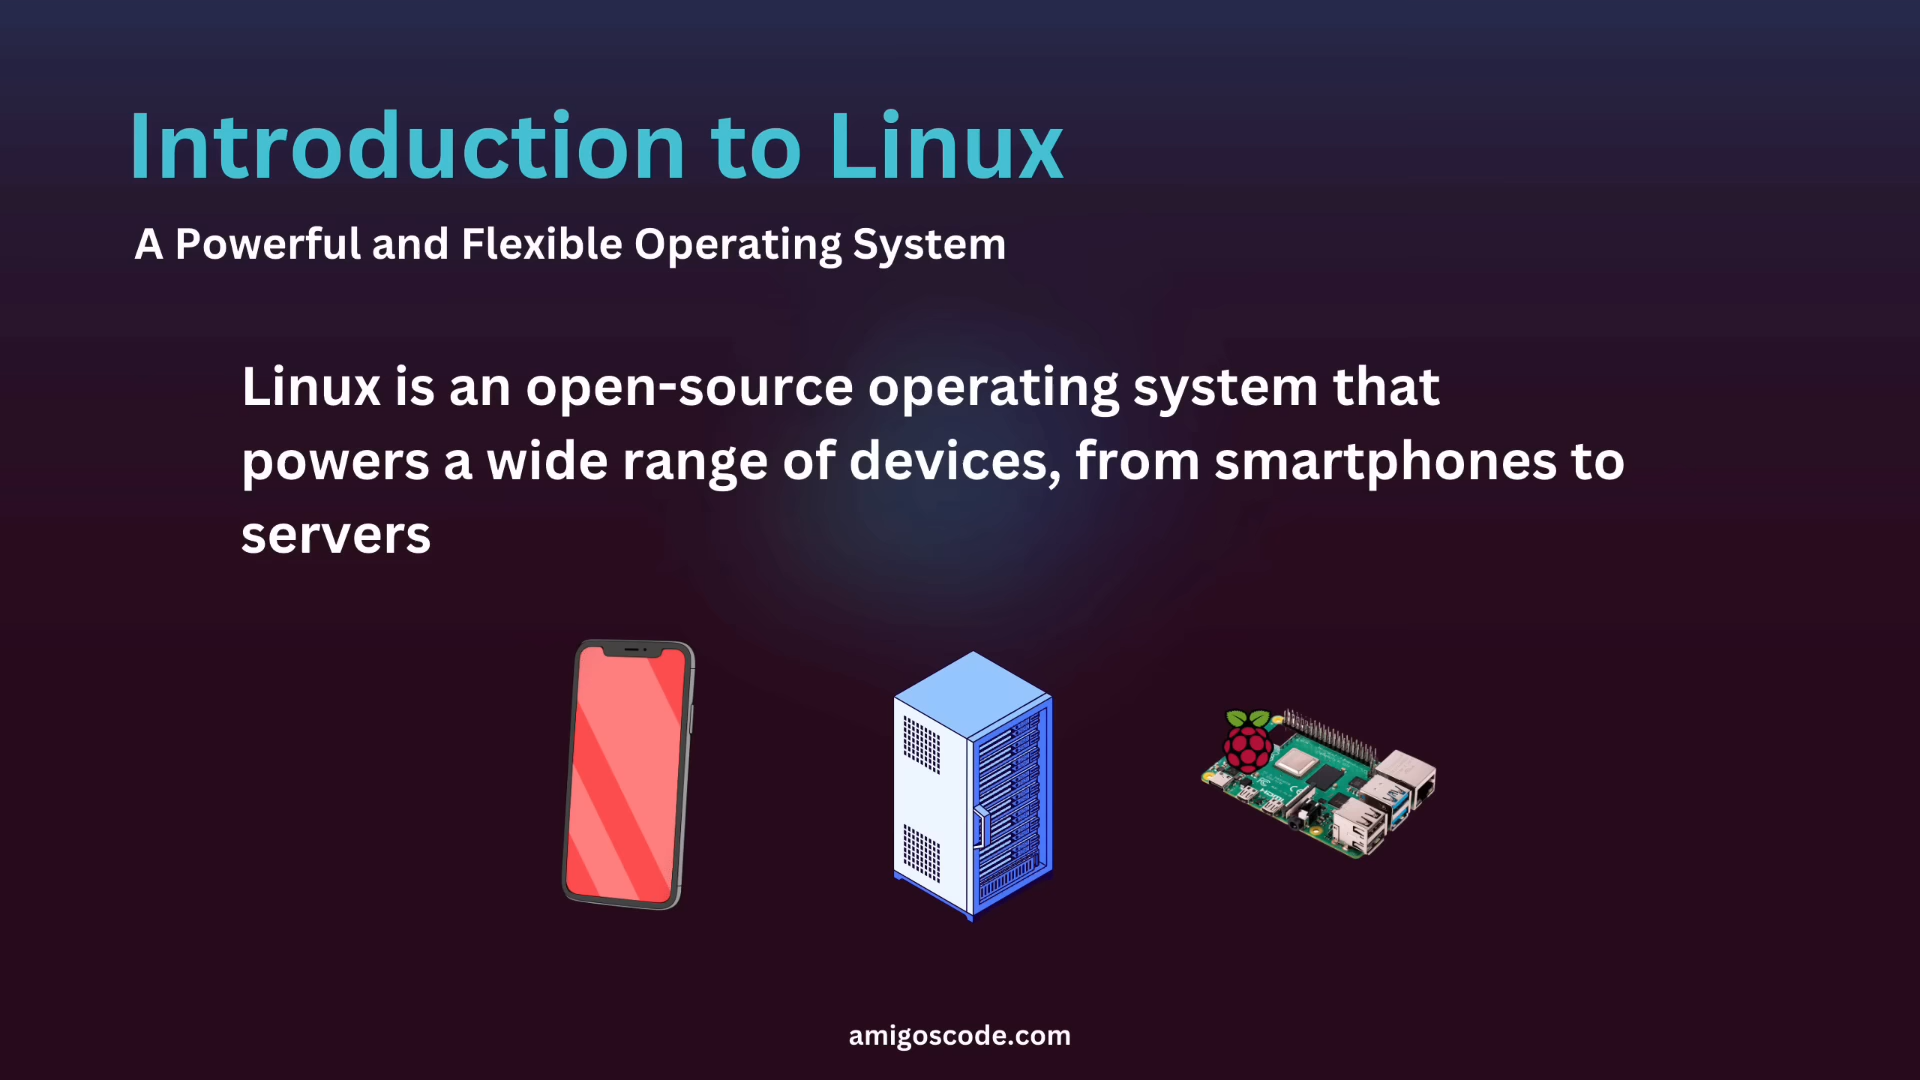 Introduction to Linux
A Powerful and Flexible Operating System
Linux is an open-source operating system that
powers a wide range of devices, from smartphones to
servers
amigoscode.com